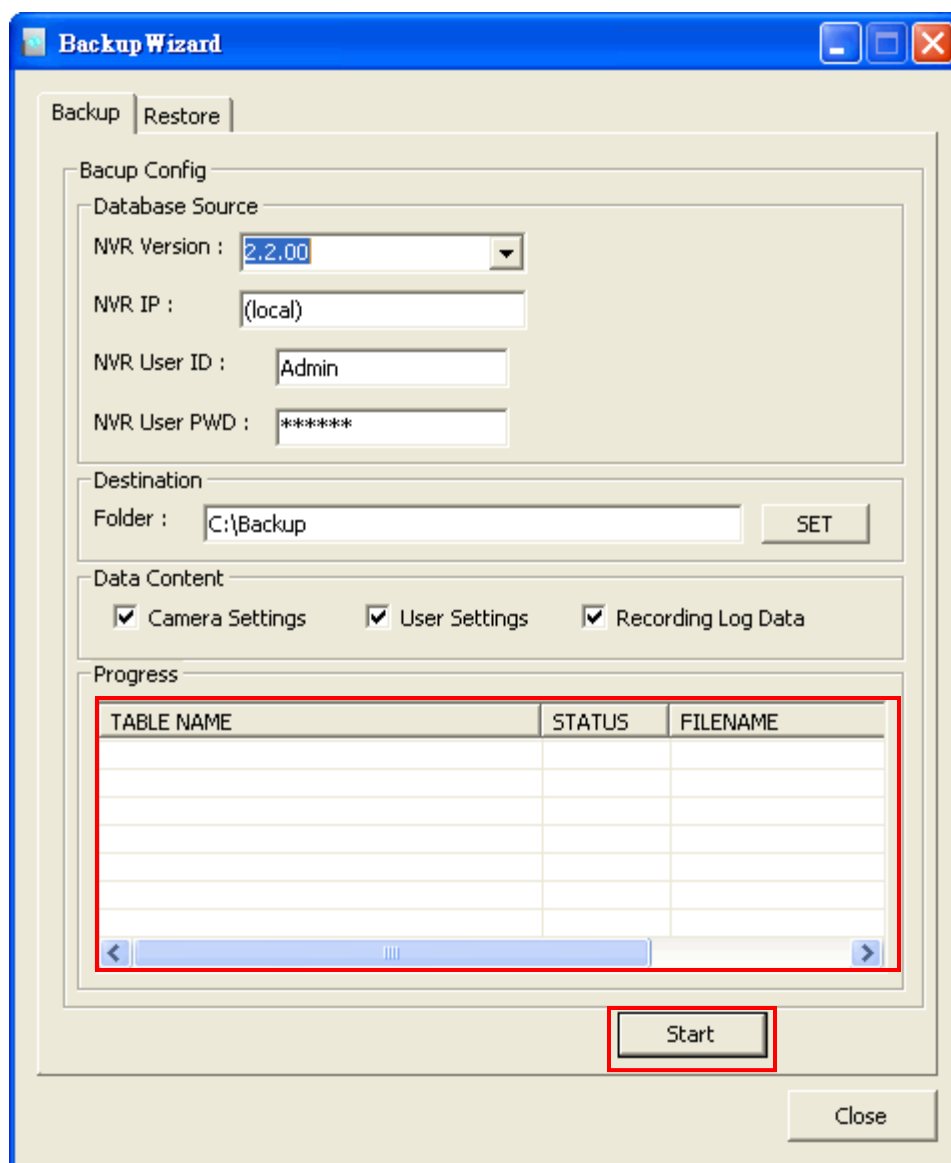 Backup Wizard
Backup Restore
Bacup Config
Database Source
NVR Version : 2.2.00
NVR IP : (local)
NVR User ID : Admin
NVR User PWD : ******
Destination
Folder : C:\Backup SET
Data Content
Camera Settings User Settings Recording Log Data
Progress
TABLE NAME STATUS FILENAME
Start
Close